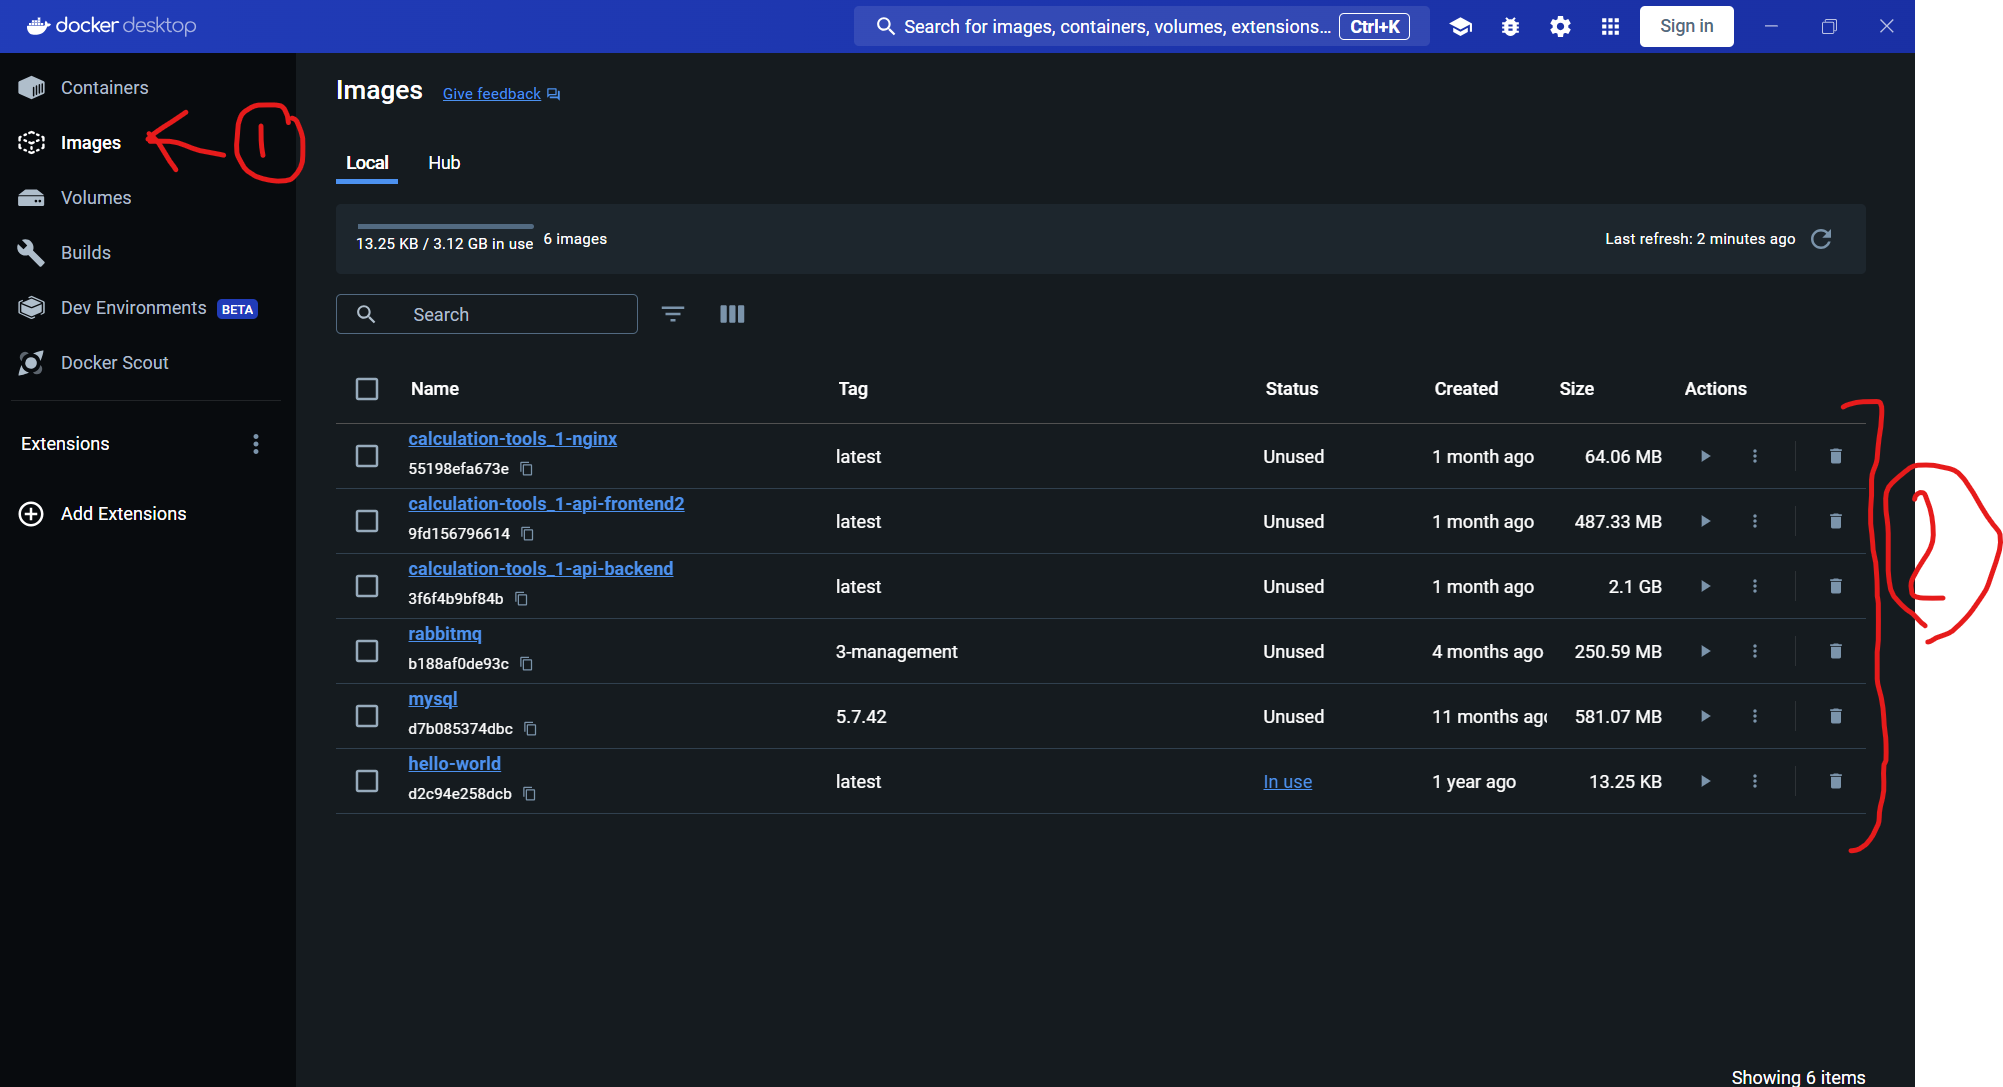 docker desktop
Search for images, containers, volumes, extensions... Ctrl+K
Sign in
Containers
Images
1
Volumes
Builds
Dev Environments BETA
Docker Scout
Extensions
Add Extensions
Images Give feedback
Local Hub
13.25 KB / 3.12 GB in use 6 images
Last refresh: 2 minutes ago
Search
Name Tag Status Created Size Actions
calculation-tools_1-nginx
55198efa673e
latest Unused 1 month ago 64.06 MB
calculation-tools_1-api-frontend2
9fd156796614
latest Unused 1 month ago 487.33 MB
calculation-tools_1-api-backend
3f6f4b9bf84b
latest Unused 1 month ago 2.1 GB
rabbitmq
b188af0de93c
3-management Unused 4 months ago 250.59 MB
mysql
d7b085374dbc
5.7.42 Unused 11 months ago 581.07 MB
hello-world
d2c94e258dcb
latest In use 1 year ago 13.25 KB
2
Showing 6 items